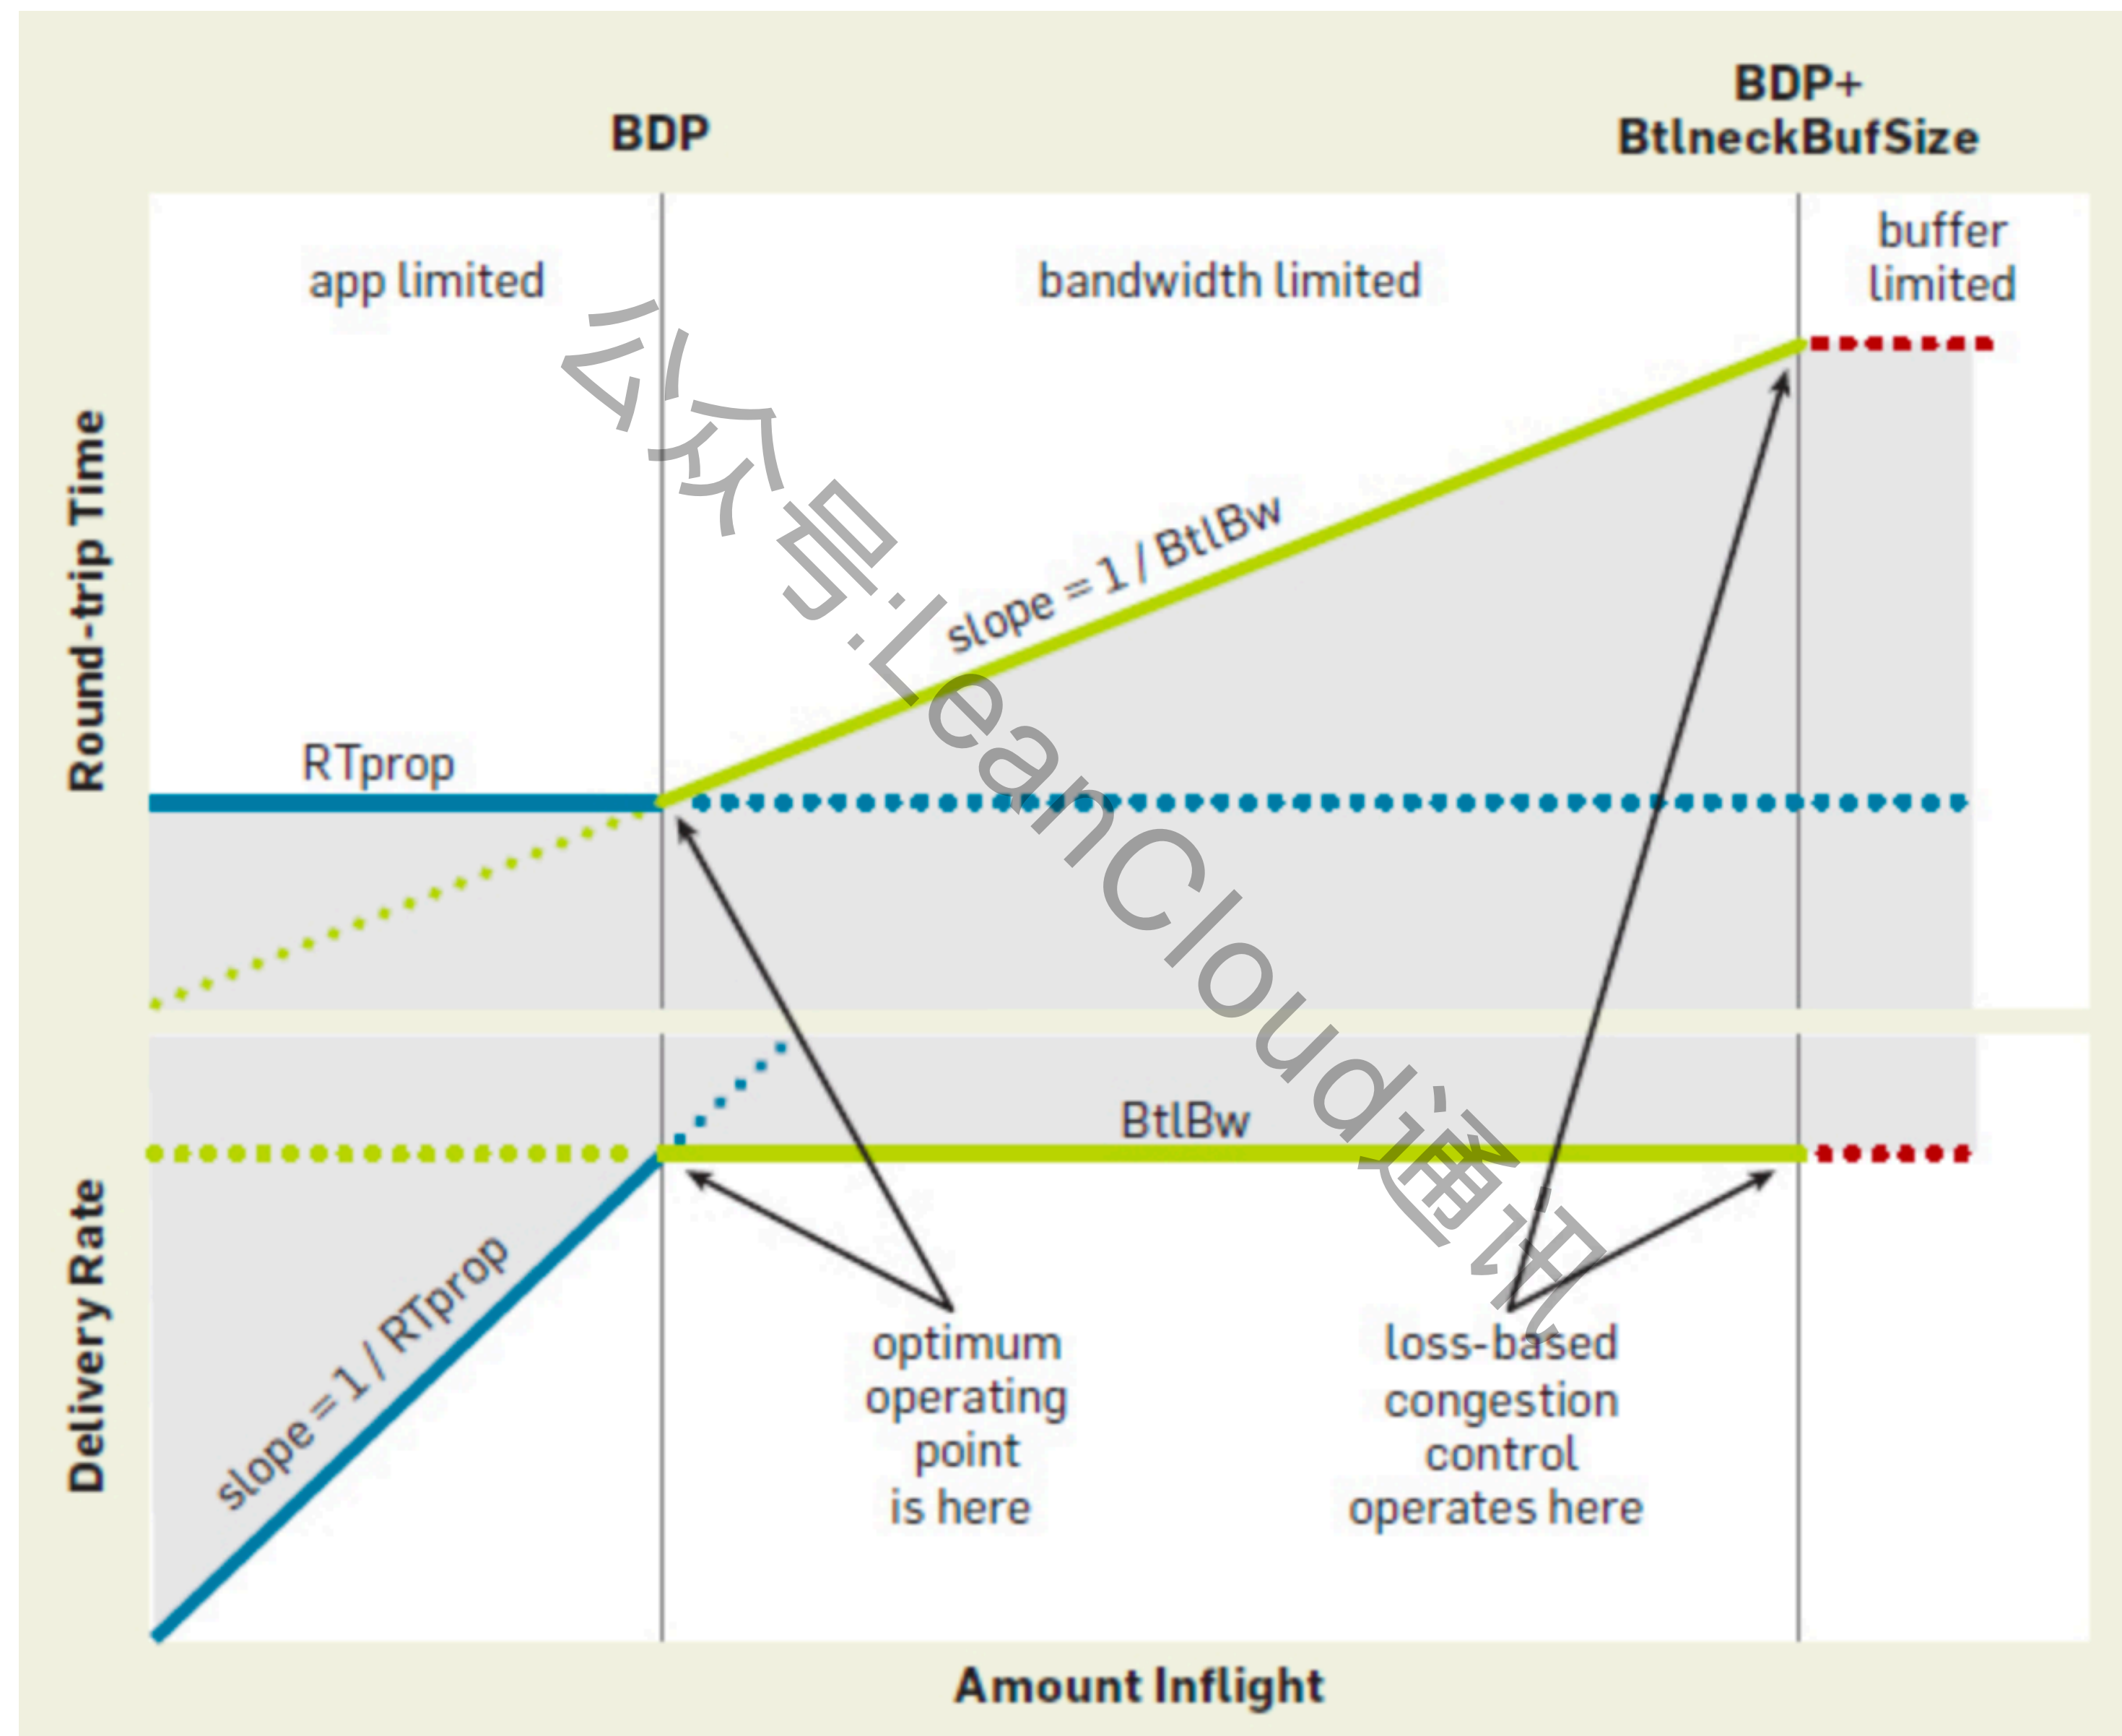 BDP
BDP+
BtlneckBufSize
app limited
bandwidth limited
buffer
limited
Round-trip Time
slope = 1 / BtlBw
RTprop
公众号:LeanCloud通讯
Delivery Rate
BtlBw
slope = 1 / RTprop
optimum
operating
point
is here
loss-based
congestion
control
operates here
Amount Inflight